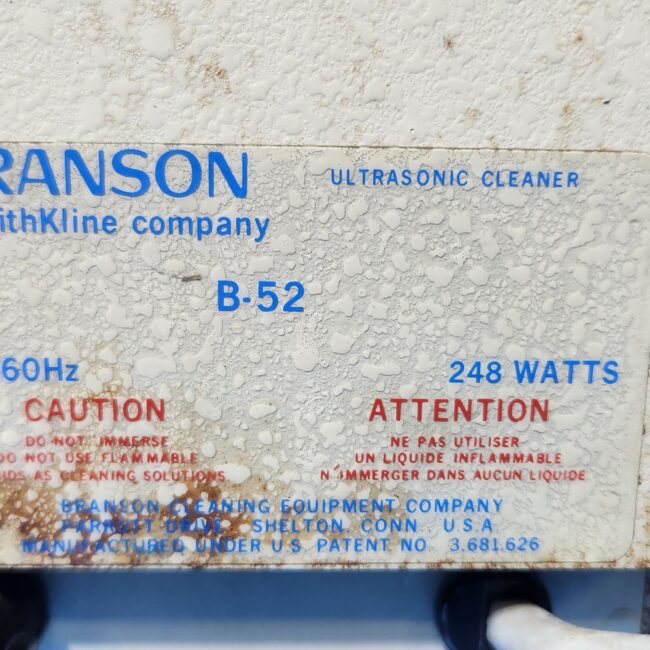 RANSON
ULTRASONIC CLEANER
ithKline company
B-52
60Hz
248 WATTS
CAUTION
DO NOT IMMERSE
DO NOT USE FLAMMABLE
IDS AS CLEANING SOLUTIONS
ATTENTION
NE PAS UTILISER
UN LIQUIDE INFLAMMABLE
N'IMMERGER DANS AUCUN LIQUIDE
BRANSON CLEANING EQUIPMENT COMPANY
PARROTT DRIVE, SHELTON, CONN., U.S.A
MANUFACTURED UNDER U.S. PATENT NO. 3,681,626